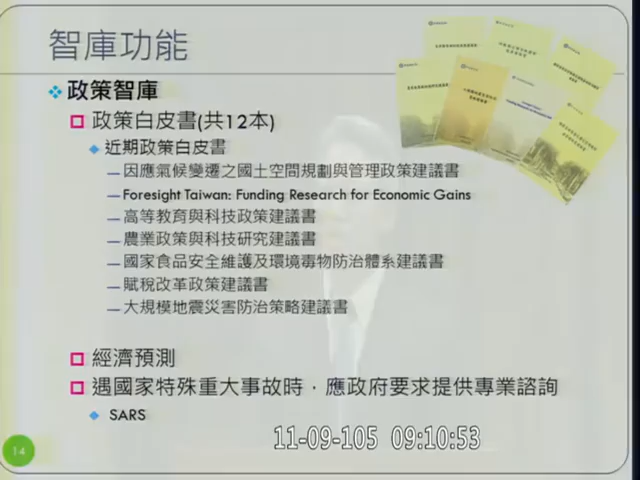 智庫功能
政策智庫
政策白皮書(共12本)
近期政策白皮書
—因應氣候變遷之國土空間規劃與管理政策建議書
—Foresight Taiwan: Funding Research for Economic Gains
—高等教育與科技政策建議書
—農業政策與科技研究建議書
—國家食品安全維護及環境毒物防治體系建議書
—賦稅改革政策建議書
—大規模地震災害防治策略建議書
經濟預測
遇國家特殊重大事故時，應政府要求提供專業諮詢
SARS
11-09-105 09:10:53
14